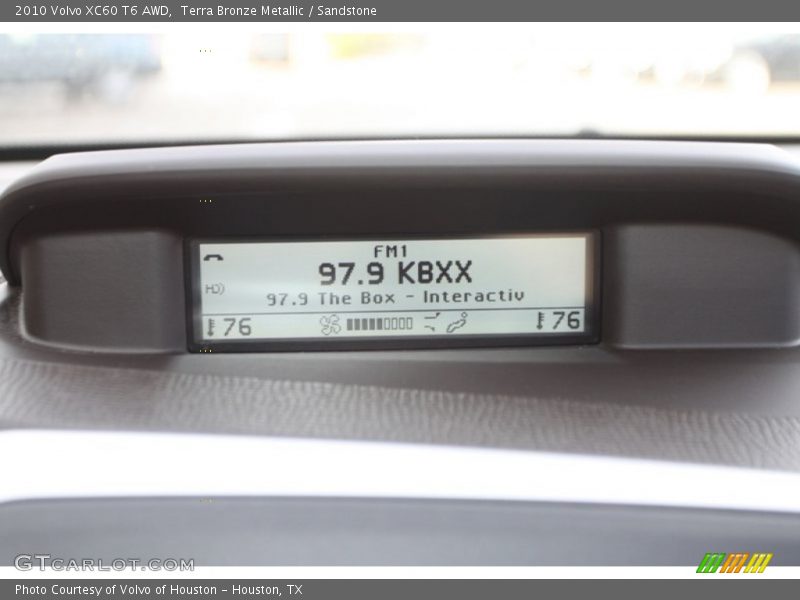 2010 Volvo XC60 T6 AWD,  Terra Bronze Metallic / Sandstone
FM1
97.9 KBXX
HD)
97.9 The Box - Interactiv
76
76
GTCARLOT.COM
Photo Courtesy of Volvo of Houston - Houston, TX